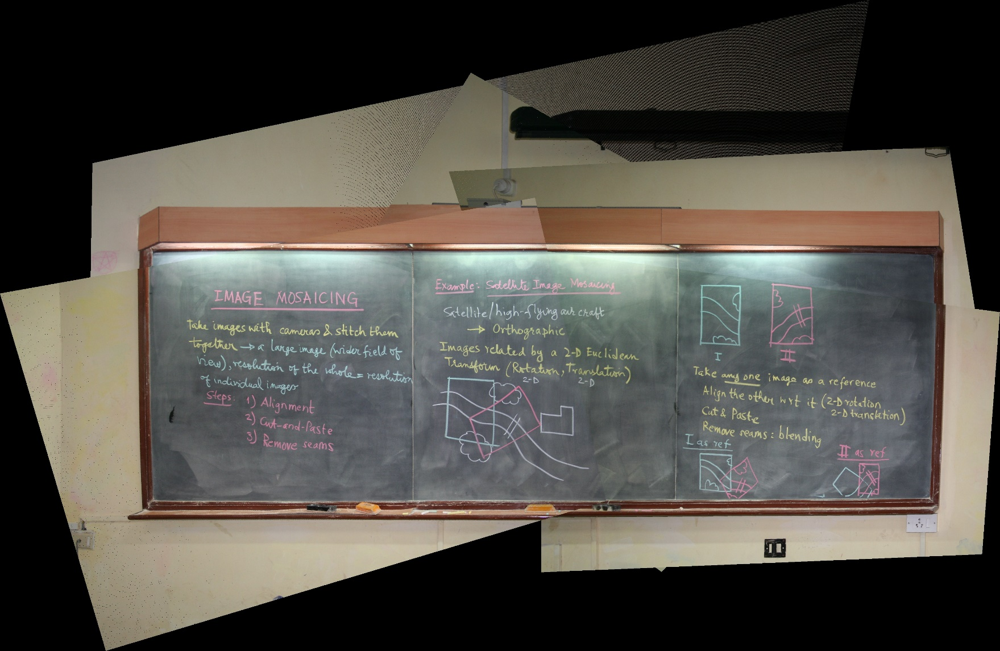 IMAGE MOSAICING
Take images with cameras & stitch them
together → a large image (wider field of
view), resolution of the whole = resolution
of individual images
Steps: 1) Alignment
2) Cut-and-Paste
3) Remove seams
Example: Satellite Image Mosaicing
Satellite/high-flying air craft
→ Orthographic
Images related by a 2-D Euclidean
Transform (Rotation, Translation)
2-D 2-D
I II
Take any one image as a reference
Align the other wrt it (2-D rotation
2-D translation)
Cut & Paste
Remove seams: blending
I as ref
II as ref